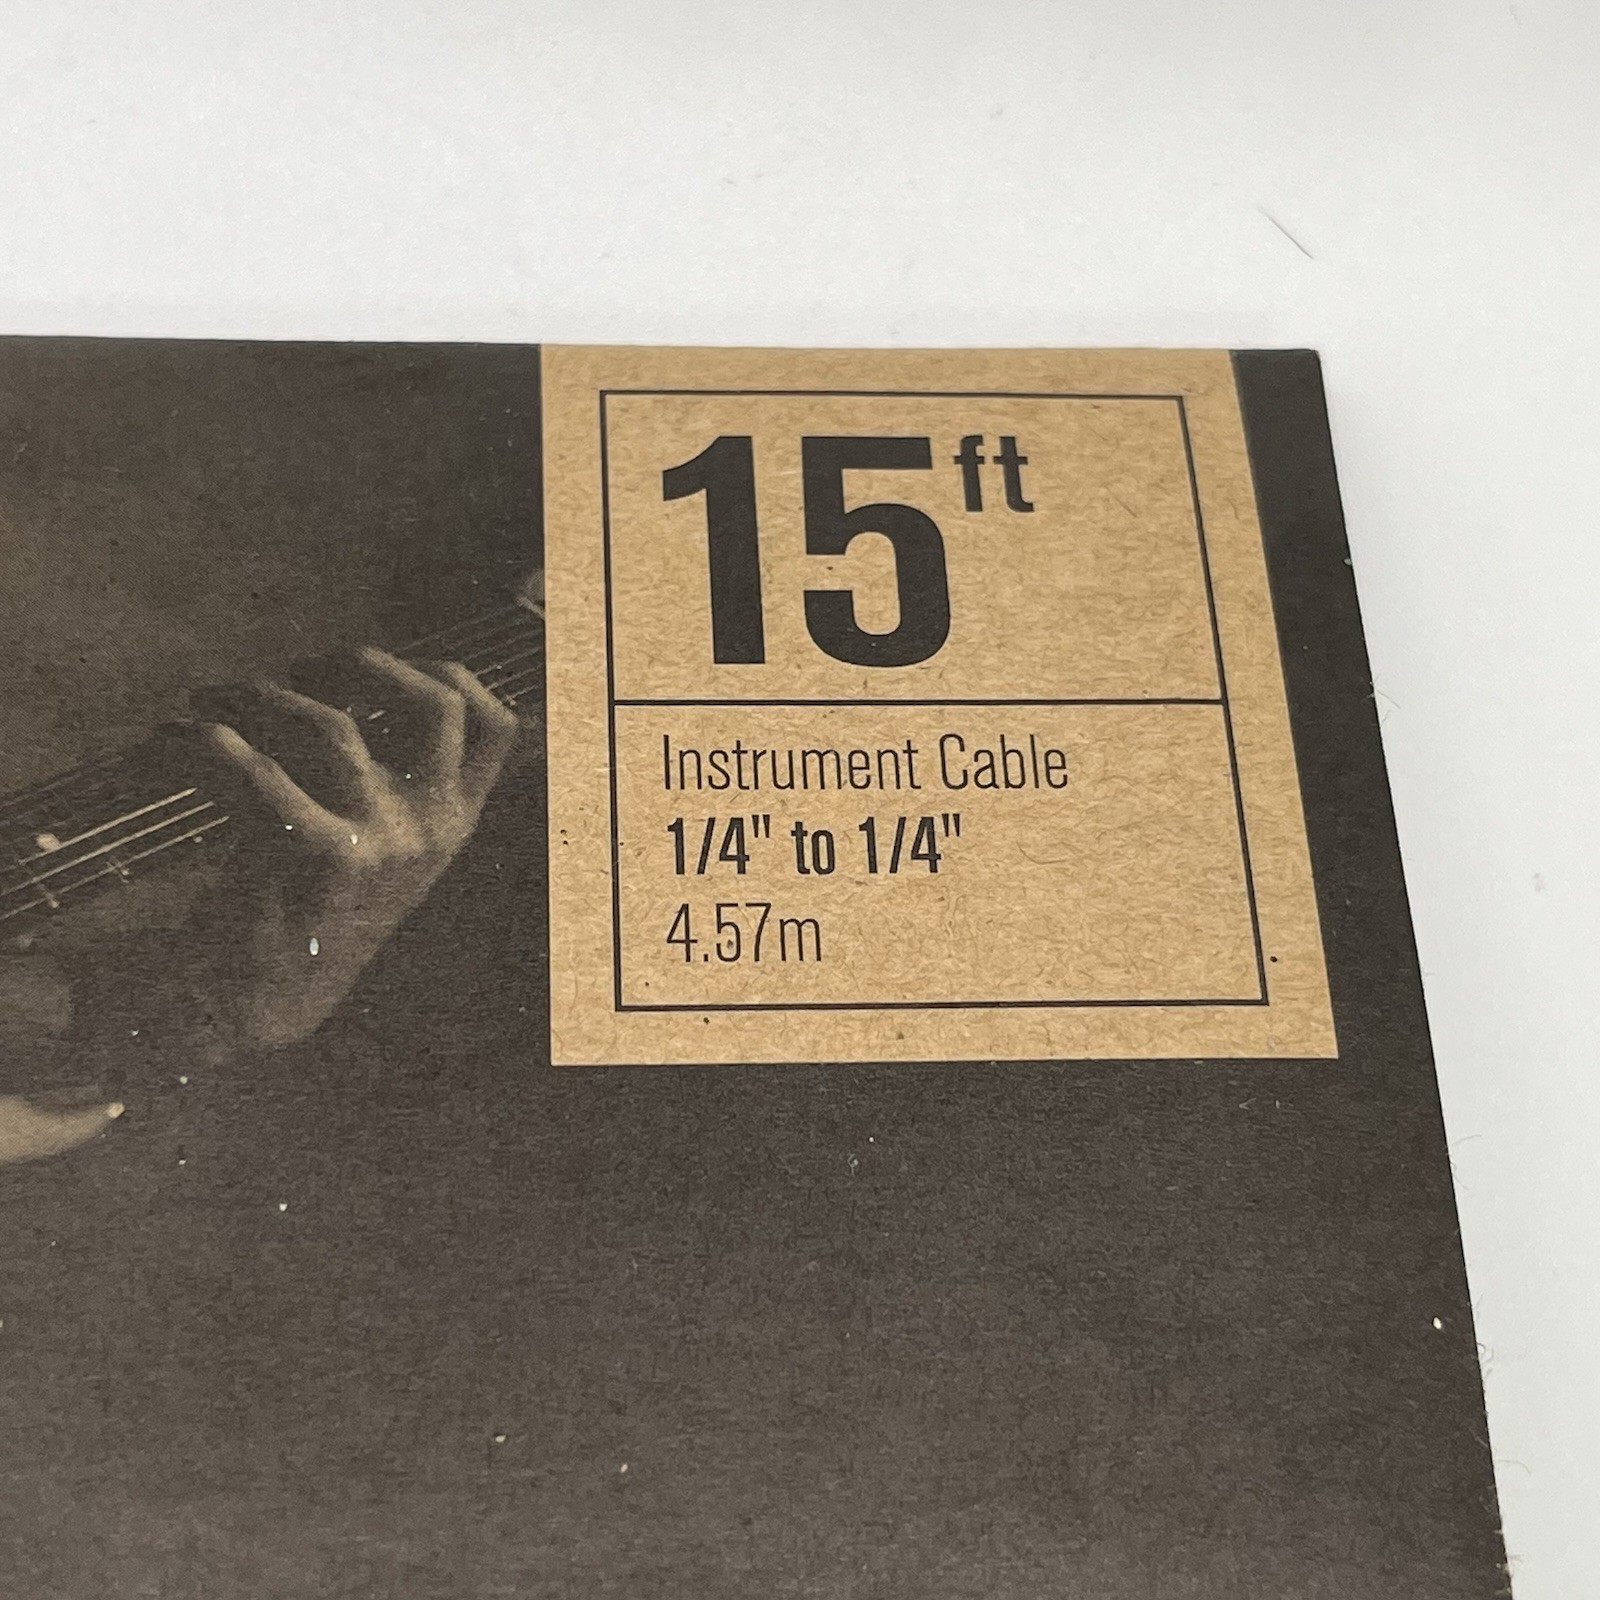 15ft
Instrument Cable
1/4" to 1/4"
4.57m